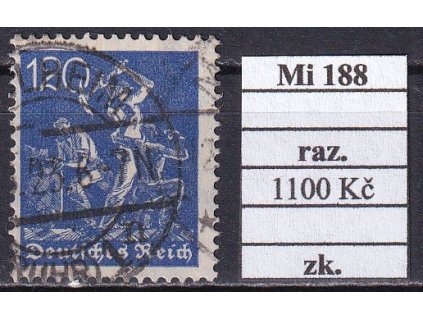 120
Deutsches Reich
Mi 188
raz.
1100 Kč
zk.